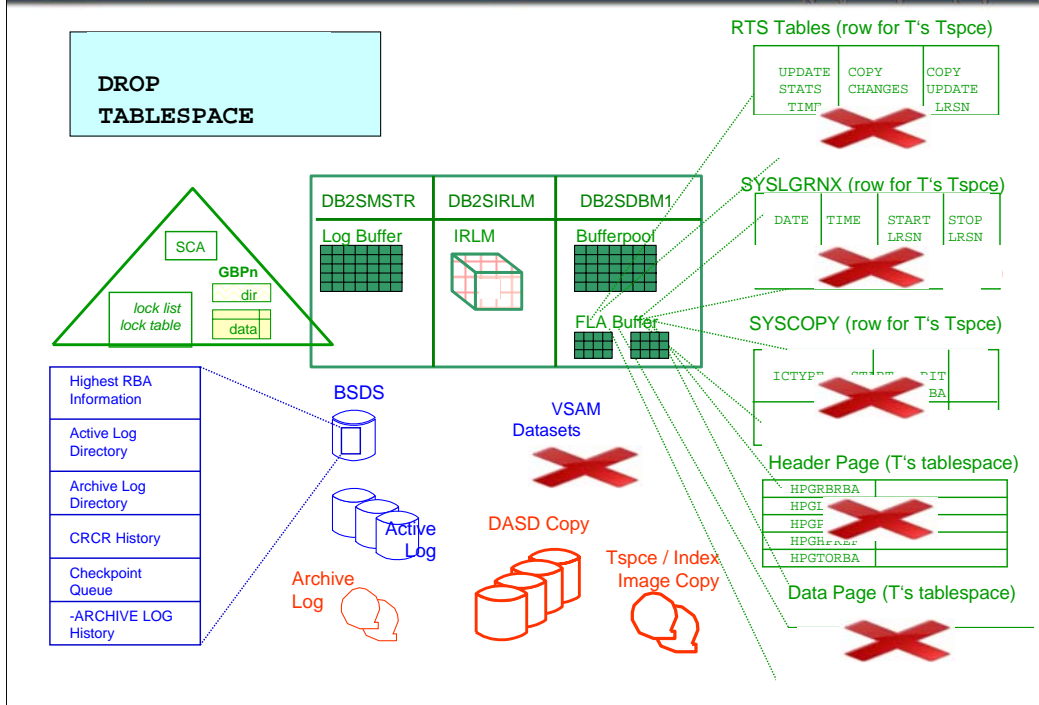 DROP
TABLESPACE
RTS Tables (row for T's Tspce)
UPDATE COPY COPY
STATS CHANGES UPDATE
TIME LRSN
SYSLGRNX (row for T's Tspce)
DATE TIME START STOP
LRSN LRSN
SYSCOPY (row for T's Tspce)
ICTYPE
BA
Header Page (T's tablespace)
HPGRBRBA
HPGTORBA
Data Page (T's tablespace)
DB2SMSTR DB2SIRLM DB2SDBM1
Log Buffer IRLM Bufferpool
FLA Buffer
SCA
GBPn
dir
data
lock list
lock table
Highest RBA
Information
Active Log
Directory
Archive Log
Directory
CRCR History
Checkpoint
Queue
-ARCHIVE LOG
History
BSDS
Active
Log
Archive
Log
VSAM
Datasets
DASD Copy
Tspce / Index
Image Copy